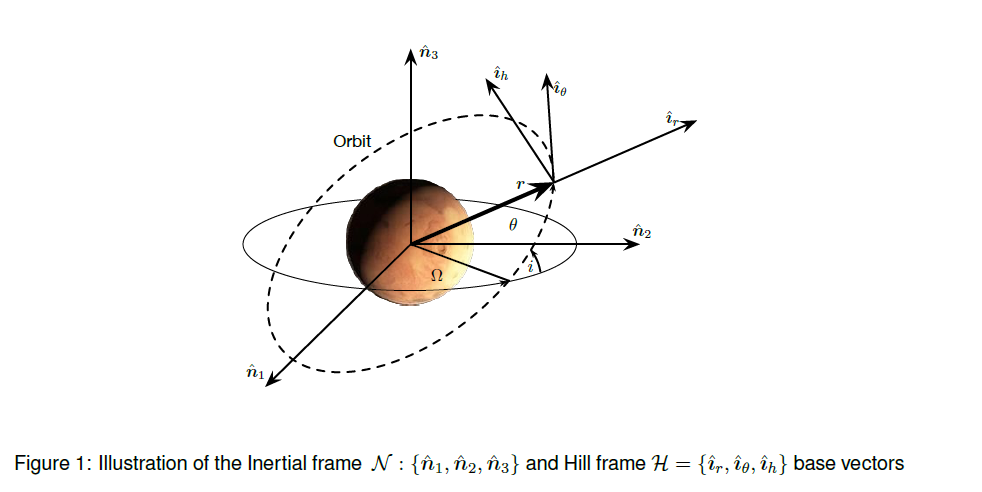 n̂₃
î_h
î_θ
Orbit
î_r
r
θ
n̂₂
Ω
i
n̂₁
Figure 1: Illustration of the Inertial frame 𝒩 : {n̂₁, n̂₂, n̂₃} and Hill frame ℋ = {î_r, î_θ, î_h} base vectors